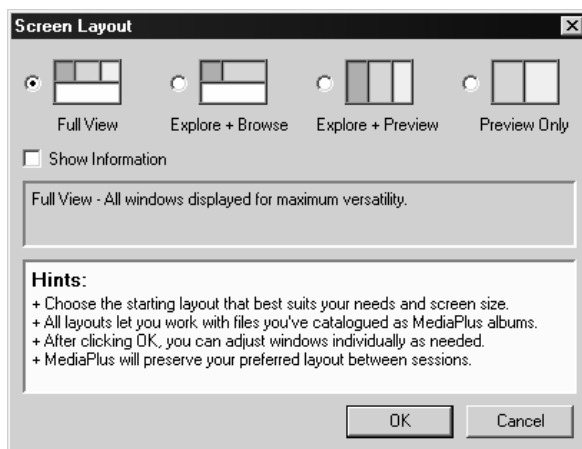 Screen Layout
Full View
Explore + Browse
Explore + Preview
Preview Only
Show Information
Full View - All windows displayed for maximum versatility.
Hints:
+ Choose the starting layout that best suits your needs and screen size.
+ All layouts let you work with files you've catalogued as MediaPlus albums.
+ After clicking OK, you can adjust windows individually as needed.
+ MediaPlus will preserve your preferred layout between sessions.
OK
Cancel